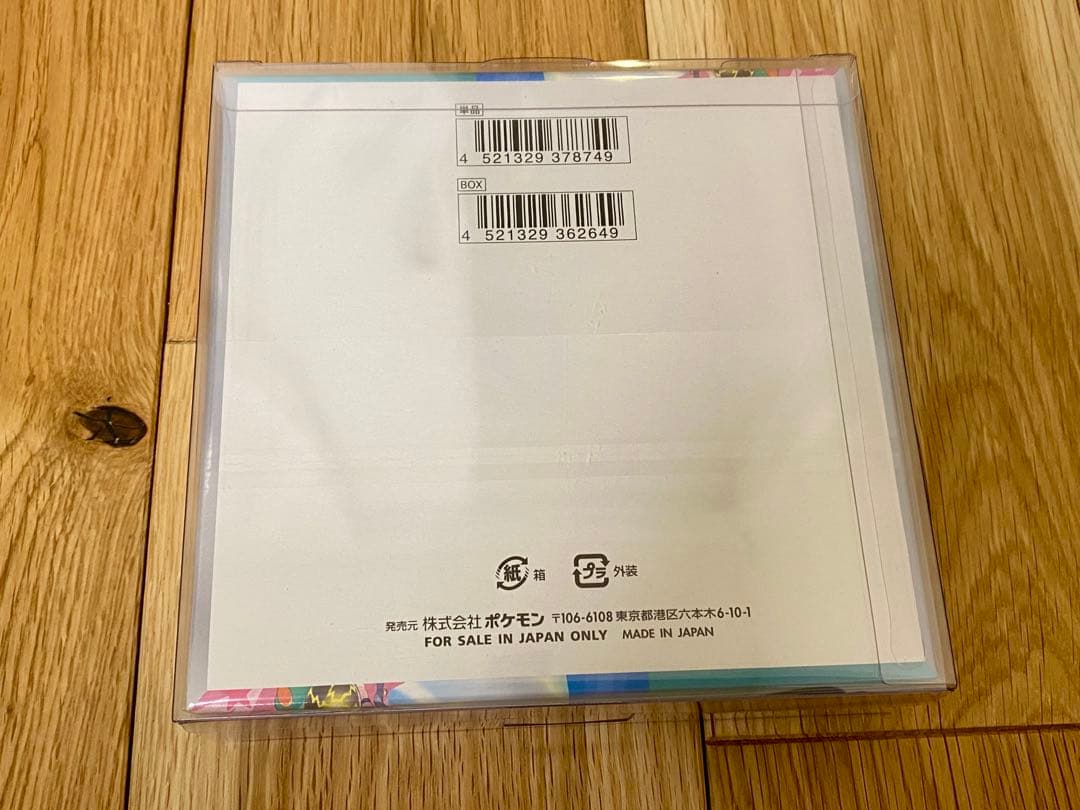 単品
4 521329 378749
BOX
4 521329 362649
紙 箱 プラ 外装
発売元 株式会社ポケモン 〒106-6108 東京都港区六本木6-10-1
FOR SALE IN JAPAN ONLY MADE IN JAPAN